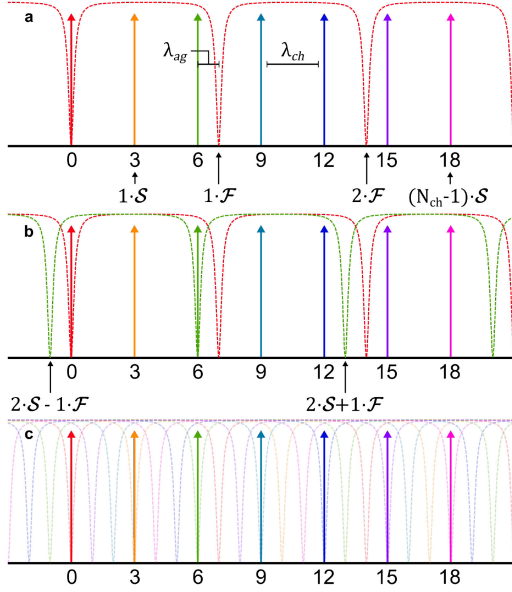 a
λag
λch
0 3 6 9 12 15 18
1·𝒮 1·ℱ 2·ℱ (Nch-1)·𝒮
b
0 3 6 9 12 15 18
2·𝒮 - 1·ℱ 2·𝒮+1·ℱ
c
0 3 6 9 12 15 18